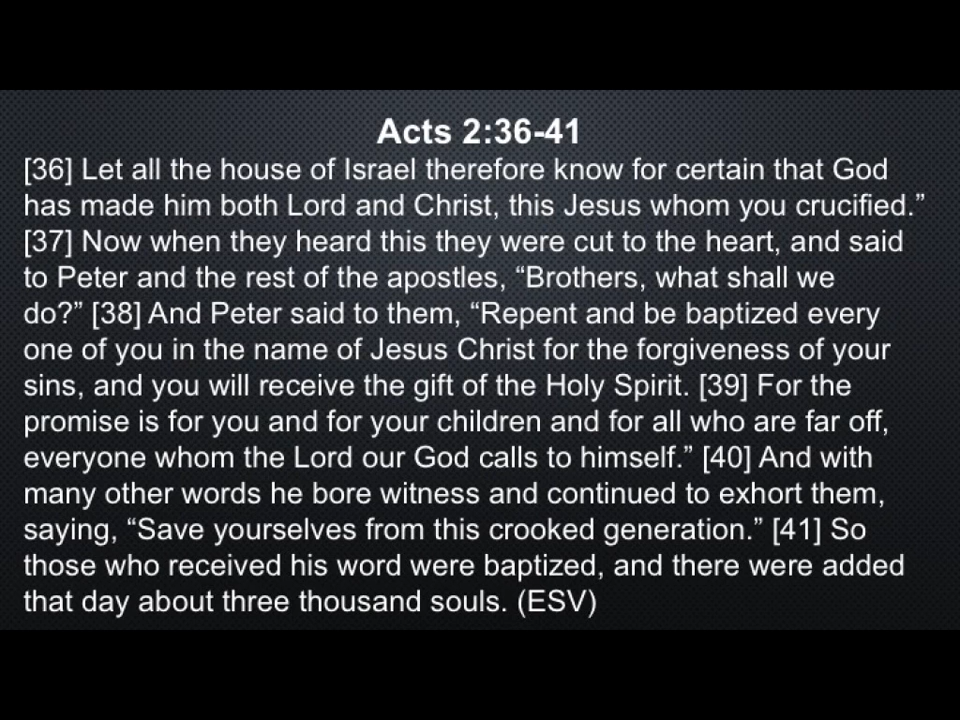 Acts 2:36-41
[36] Let all the house of Israel therefore know for certain that God
has made him both Lord and Christ, this Jesus whom you crucified.”
[37] Now when they heard this they were cut to the heart, and said
to Peter and the rest of the apostles, “Brothers, what shall we
do?” [38] And Peter said to them, “Repent and be baptized every
one of you in the name of Jesus Christ for the forgiveness of your
sins, and you will receive the gift of the Holy Spirit. [39] For the
promise is for you and for your children and for all who are far off,
everyone whom the Lord our God calls to himself.” [40] And with
many other words he bore witness and continued to exhort them,
saying, “Save yourselves from this crooked generation.” [41] So
those who received his word were baptized, and there were added
that day about three thousand souls. (ESV)